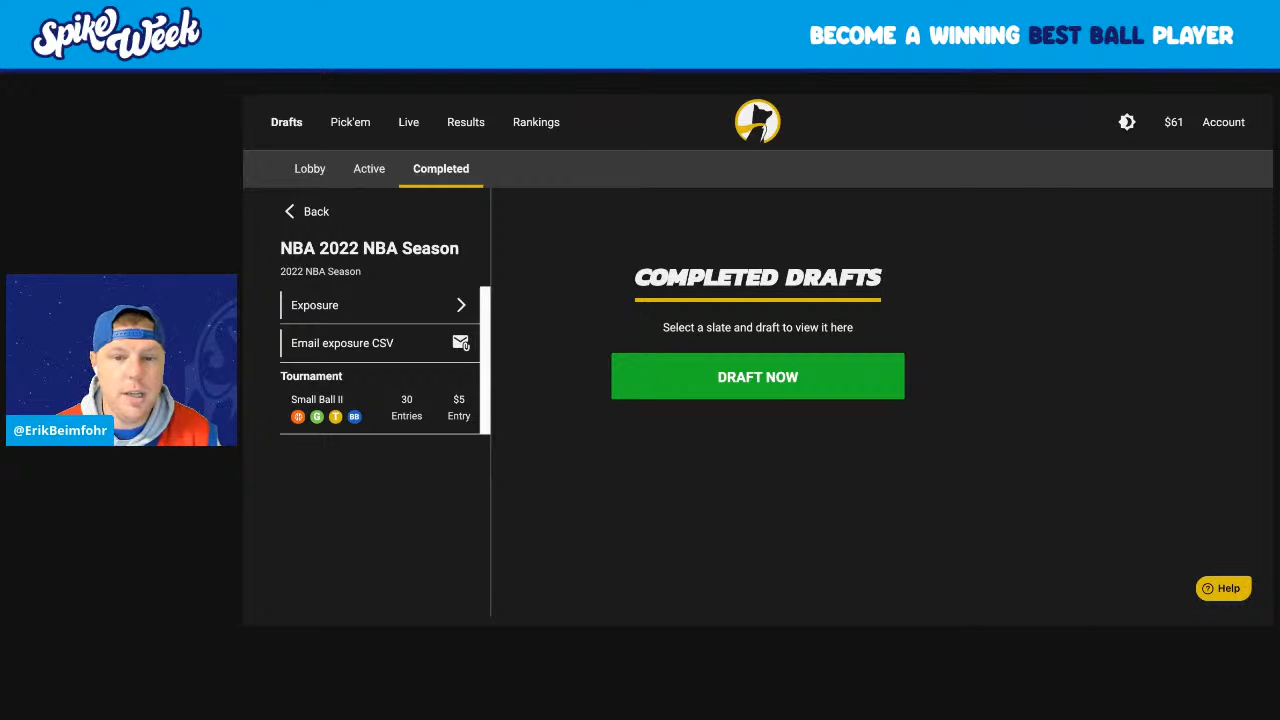 Spike Week
BECOME A WINNING BEST BALL PLAYER
Drafts Pick'em Live Results Rankings $61 Account
Lobby Active Completed
Back
NBA 2022 NBA Season
2022 NBA Season
Exposure
Email exposure CSV
Tournament
Small Ball II 30 $5
G T BB Entries Entry
COMPLETED DRAFTS
Select a slate and draft to view it here
DRAFT NOW
@ErikBeimfohr
Help